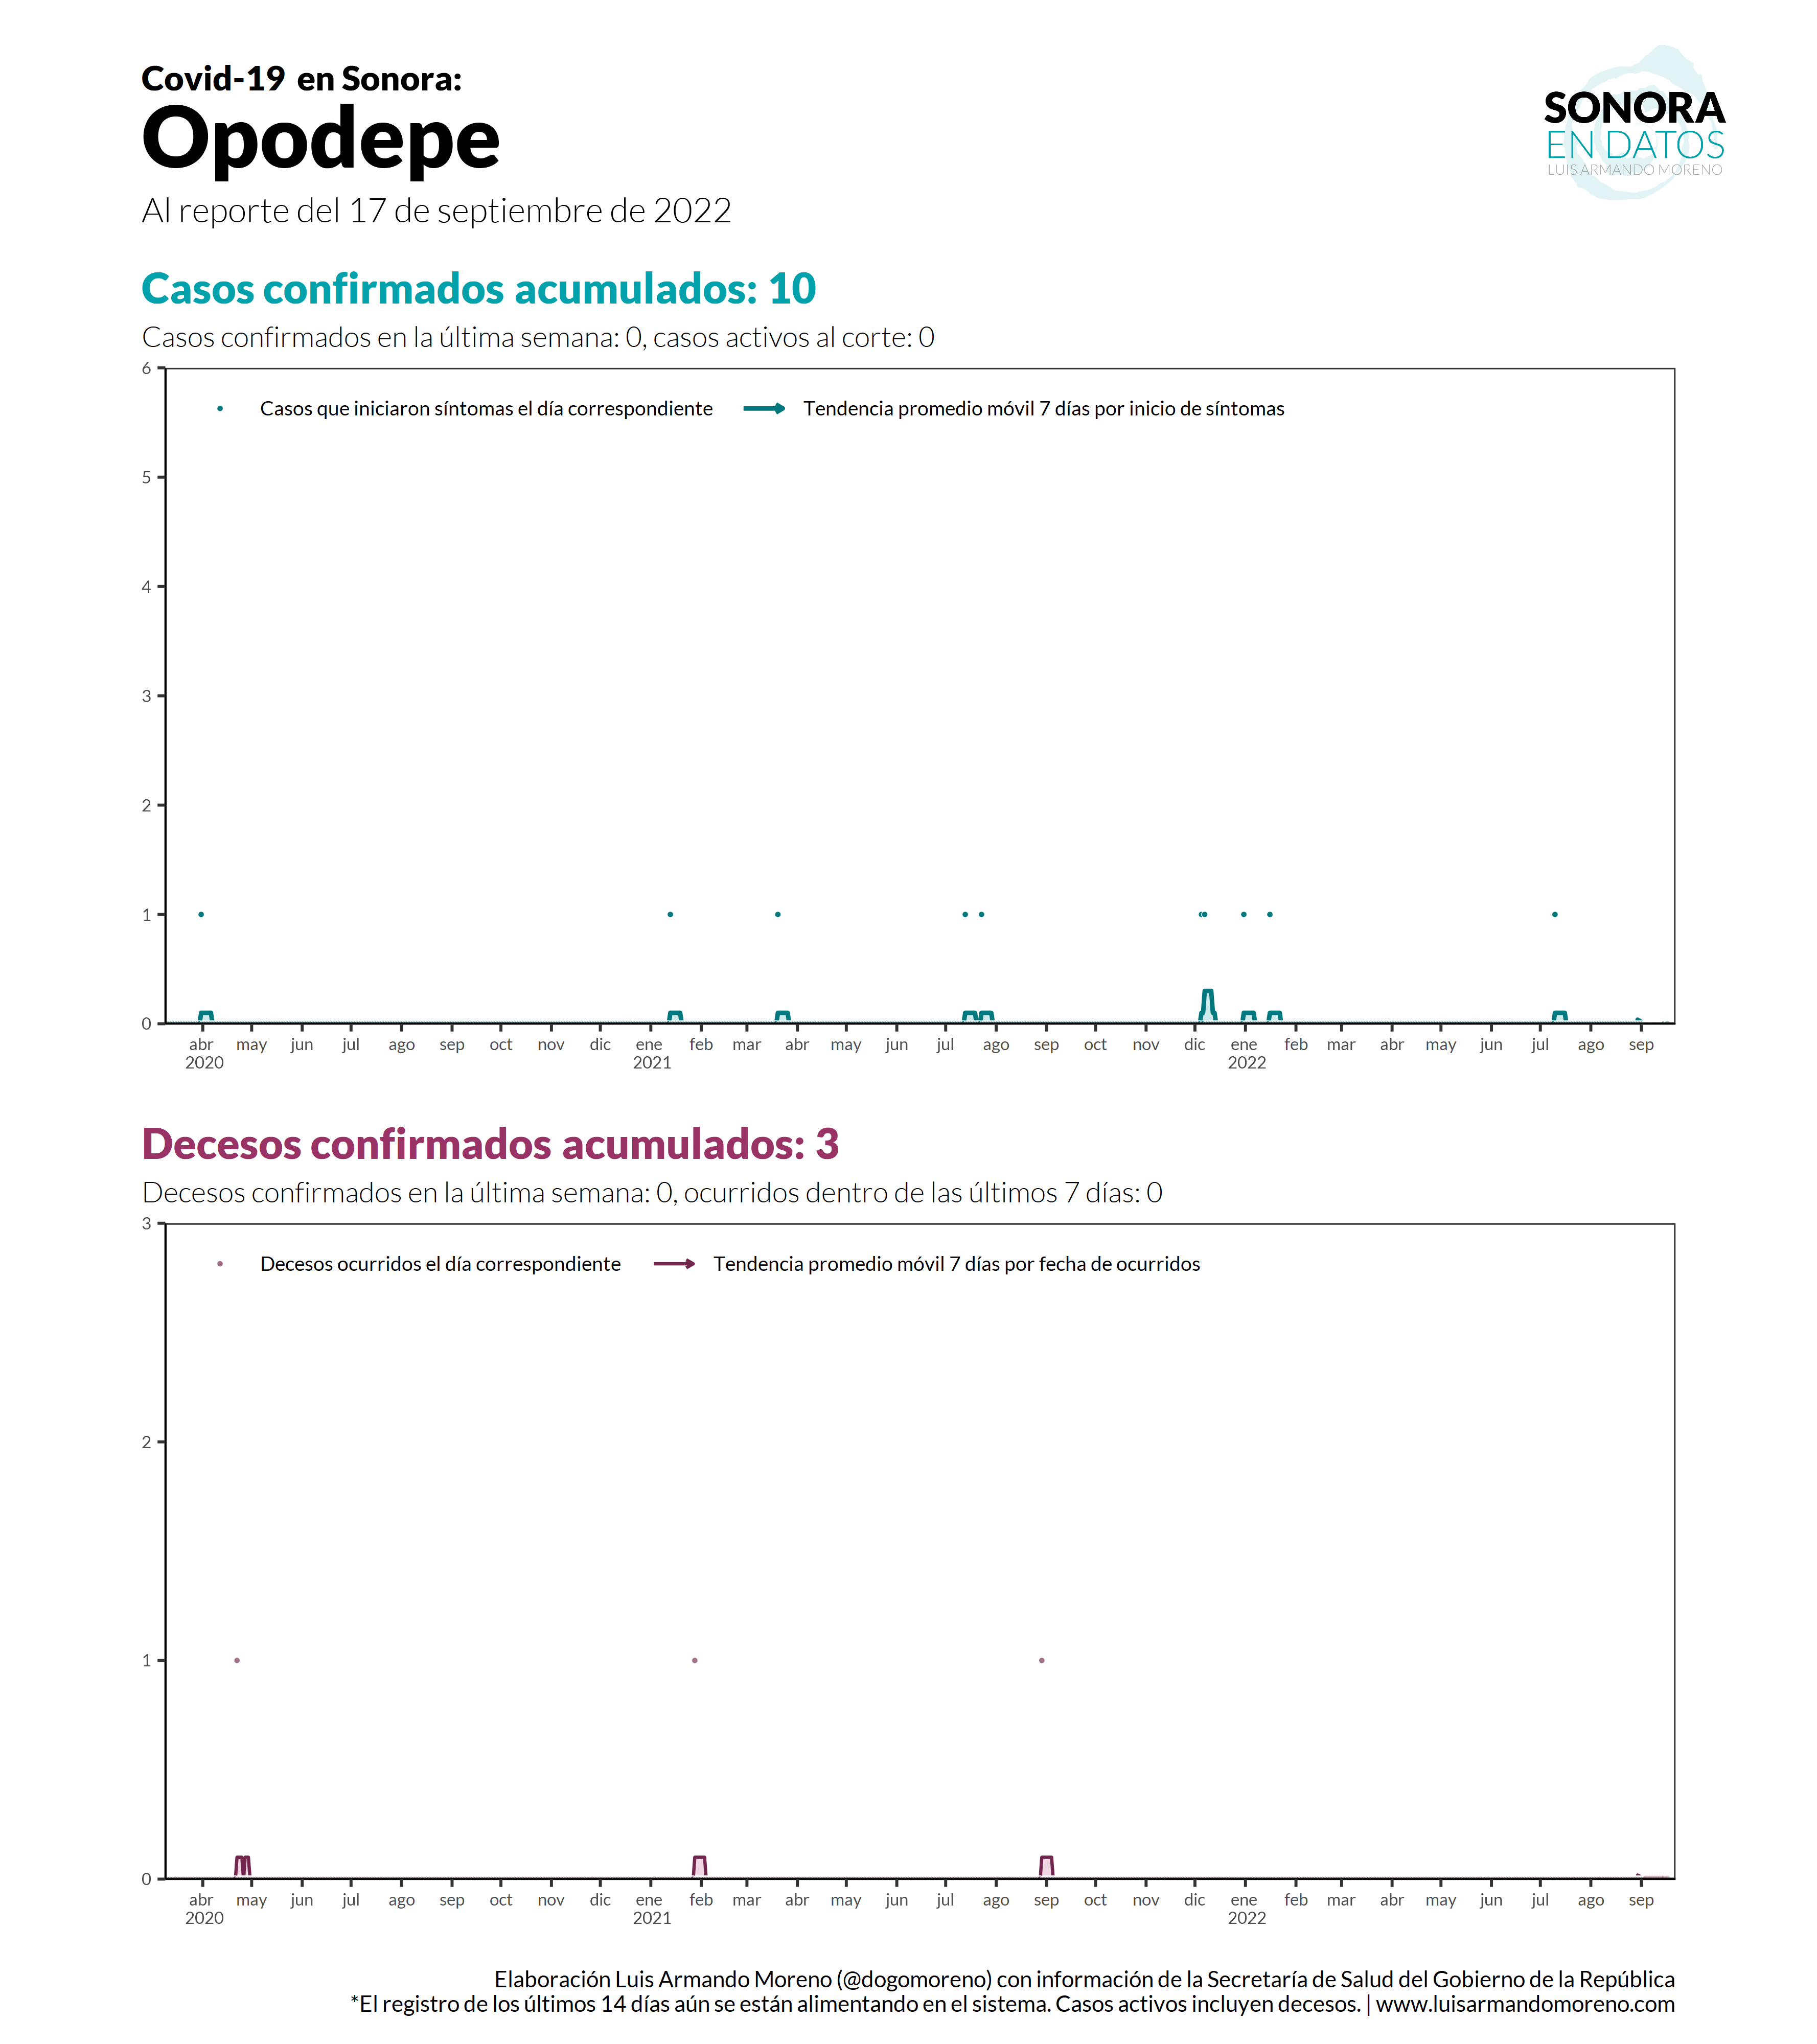 Covid-19 en Sonora:
Opodepe
Al reporte del 17 de septiembre de 2022
SONORA
EN DATOS
LUIS ARMANDO MORENO
Casos confirmados acumulados: 10
Casos confirmados en la última semana: 0, casos activos al corte: 0
Casos que iniciaron síntomas el día correspondiente
Tendencia promedio móvil 7 días por inicio de síntomas
6
5
4
3
2
1
0
abr may jun jul ago sep oct nov dic ene feb mar abr may jun jul ago sep oct nov dic ene feb mar abr may jun jul ago sep
2020 2021 2022
Decesos confirmados acumulados: 3
Decesos confirmados en la última semana: 0, ocurridos dentro de las últimos 7 días: 0
Decesos ocurridos el día correspondiente
Tendencia promedio móvil 7 días por fecha de ocurridos
3
2
1
0
abr may jun jul ago sep oct nov dic ene feb mar abr may jun jul ago sep oct nov dic ene feb mar abr may jun jul ago sep
2020 2021 2022
Elaboración Luis Armando Moreno (@dogomoreno) con información de la Secretaría de Salud del Gobierno de la República
*El registro de los últimos 14 días aún se están alimentando en el sistema. Casos activos incluyen decesos. | www.luisarmandomoreno.com